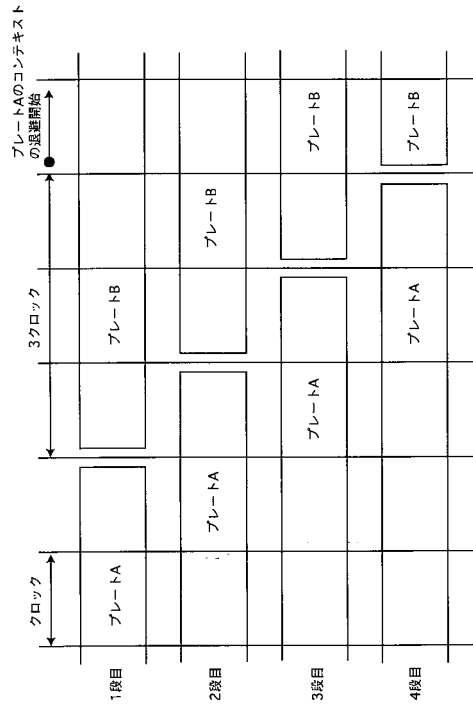 クロック
3クロック
プレートAのコンテキスト
の退避開始
1段目
プレートA
プレートB
2段目
プレートA
プレートB
3段目
プレートA
プレートB
4段目
プレートA
プレートB